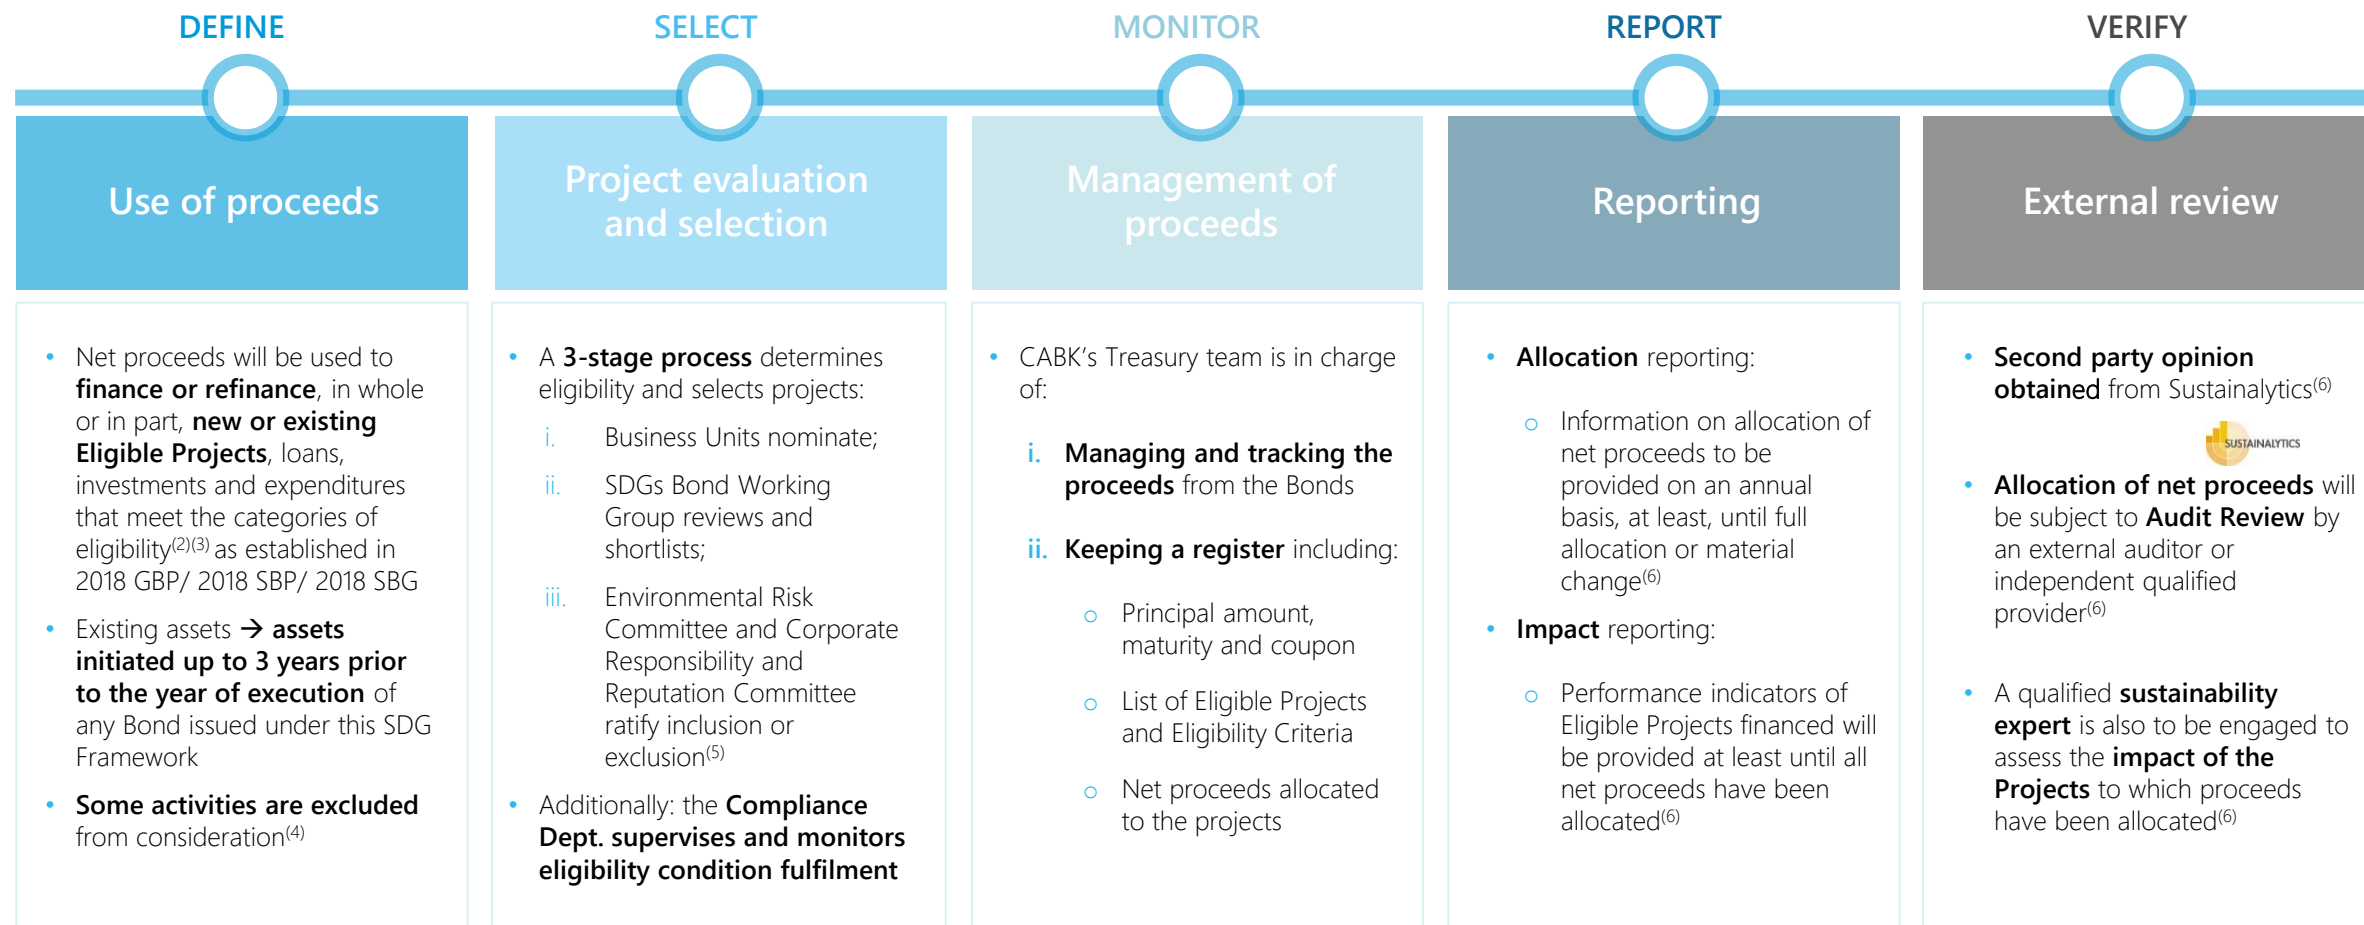 DEFINE
SELECT
MONITOR
REPORT
VERIFY
Use of proceeds
Project evaluation
and selection
Management of
proceeds
Reporting
External review
• Net proceeds will be used to
finance or refinance, in whole
or in part, new or existing
Eligible Projects, loans,
investments and expenditures
that meet the categories of
eligibility(2)(3) as established in
2018 GBP/ 2018 SBP/ 2018 SBG
• Existing assets → assets
initiated up to 3 years prior
to the year of execution of
any Bond issued under this SDG
Framework
• Some activities are excluded
from consideration(4)
• A 3-stage process determines
eligibility and selects projects:
i. Business Units nominate;
ii. SDGs Bond Working
Group reviews and
shortlists;
iii. Environmental Risk
Committee and Corporate
Responsibility and
Reputation Committee
ratify inclusion or
exclusion(5)
• Additionally: the Compliance
Dept. supervises and monitors
eligibility condition fulfilment
• CABK's Treasury team is in charge
of:
i. Managing and tracking the
proceeds from the Bonds
ii. Keeping a register including:
o Principal amount,
maturity and coupon
o List of Eligible Projects
and Eligibility Criteria
o Net proceeds allocated
to the projects
• Allocation reporting:
o Information on allocation of
net proceeds to be
provided on an annual
basis, at least, until full
allocation or material
change(6)
• Impact reporting:
o Performance indicators of
Eligible Projects financed will
be provided at least until all
net proceeds have been
allocated(6)
• Second party opinion
obtained from Sustainalytics(6)
SUSTAINALYTICS
• Allocation of net proceeds will
be subject to Audit Review by
an external auditor or
independent qualified
provider(6)
• A qualified sustainability
expert is also to be engaged to
assess the impact of the
Projects to which proceeds
have been allocated(6)